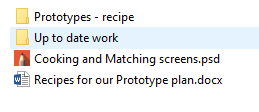 Prototypes - recipe
Up to date work
Cooking and Matching screens.psd
Recipes for our Prototype plan.docx